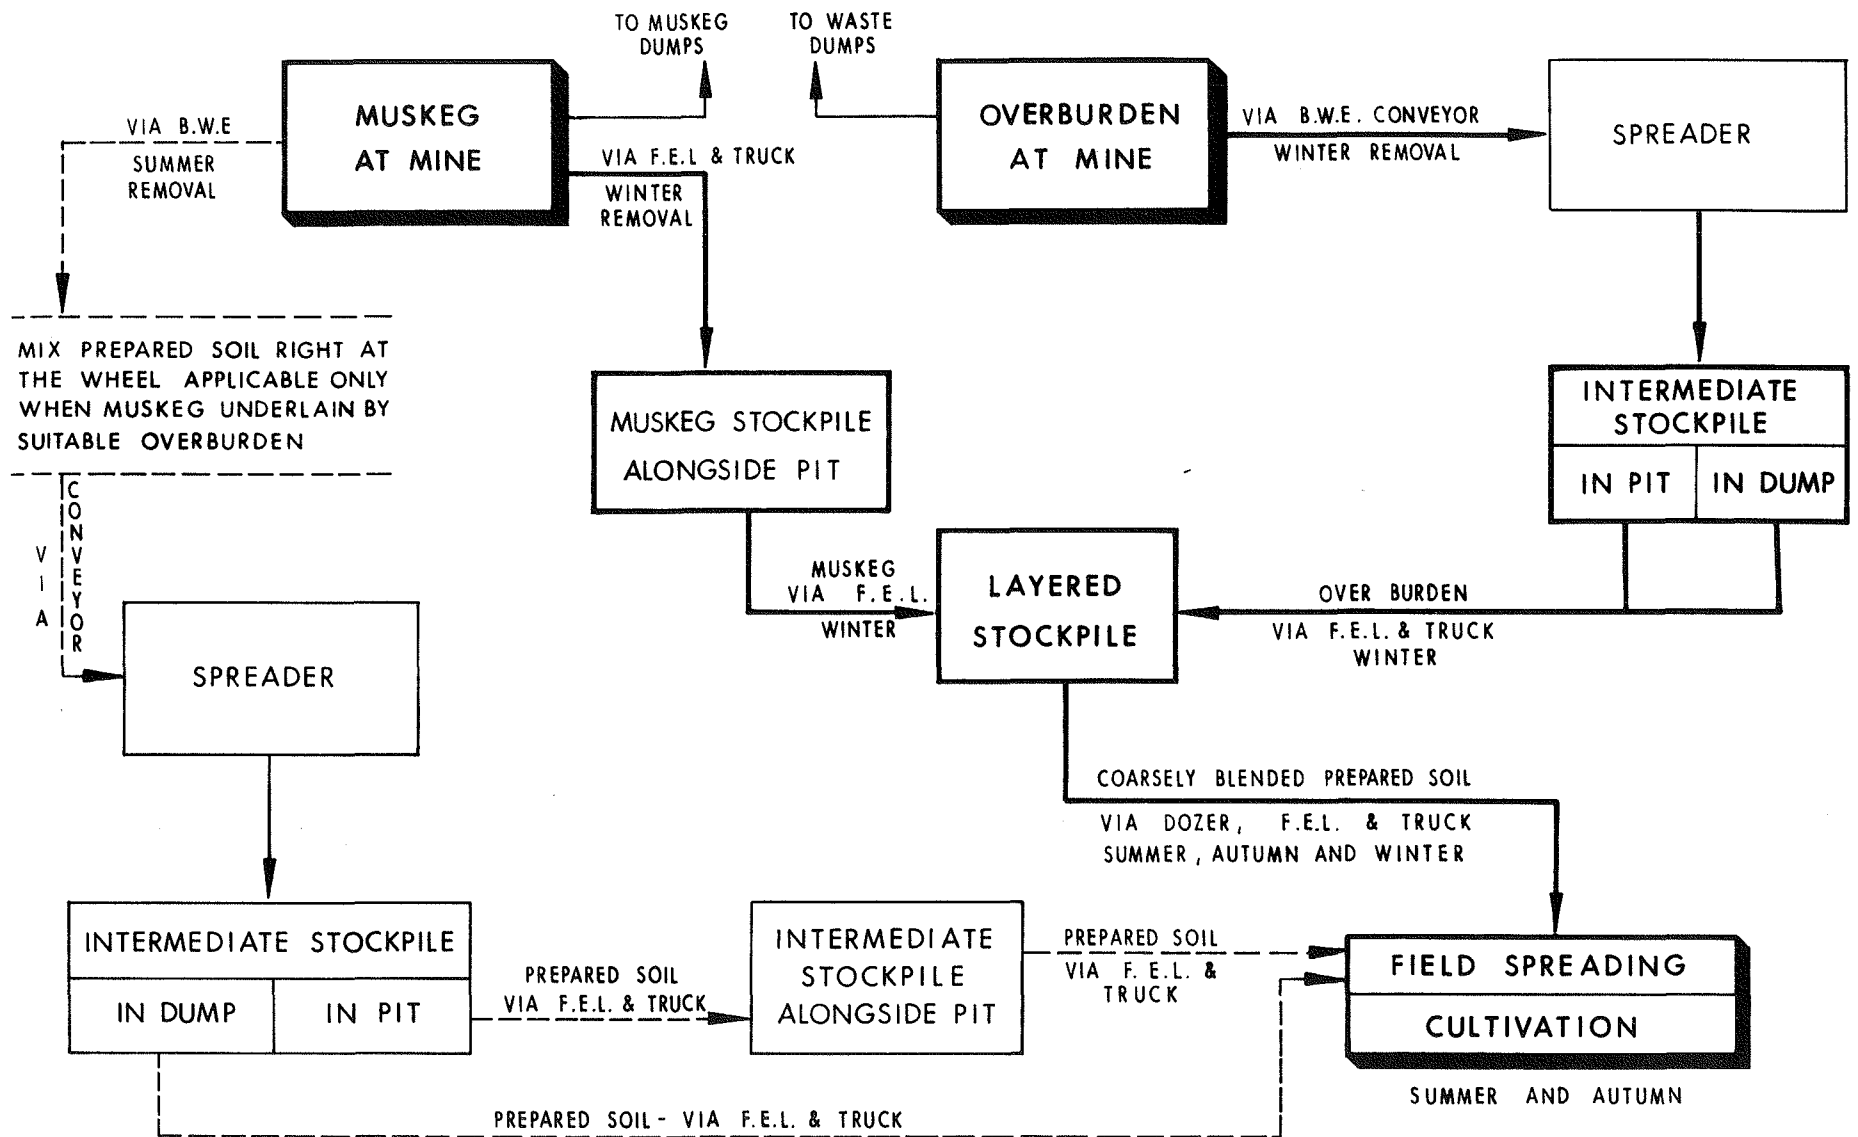 TO MUSKEG
DUMPS
TO WASTE
DUMPS
MUSKEG
AT MINE
OVERBURDEN
AT MINE
SPREADER
VIA B.W.E
SUMMER
REMOVAL
VIA F.E.L & TRUCK
WINTER
REMOVAL
VIA B.W.E. CONVEYOR
WINTER REMOVAL
MIX PREPARED SOIL RIGHT AT
THE WHEEL APPLICABLE ONLY
WHEN MUSKEG UNDERLAIN BY
SUITABLE OVERBURDEN
MUSKEG STOCKPILE
ALONGSIDE PIT
INTERMEDIATE
STOCKPILE
IN PIT
IN DUMP
VIA
CONVEYOR
MUSKEG
VIA F.E.L.
WINTER
LAYERED
STOCKPILE
OVER BURDEN
VIA F.E.L. & TRUCK
WINTER
SPREADER
COARSELY BLENDED PREPARED SOIL
VIA DOZER, F.E.L. & TRUCK
SUMMER, AUTUMN AND WINTER
INTERMEDIATE STOCKPILE
IN DUMP
IN PIT
PREPARED SOIL
VIA F.E.L. & TRUCK
INTERMEDIATE
STOCKPILE
ALONGSIDE PIT
PREPARED SOIL
VIA F.E.L. &
TRUCK
FIELD SPREADING
CULTIVATION
SUMMER AND AUTUMN
PREPARED SOIL - VIA F.E.L. & TRUCK